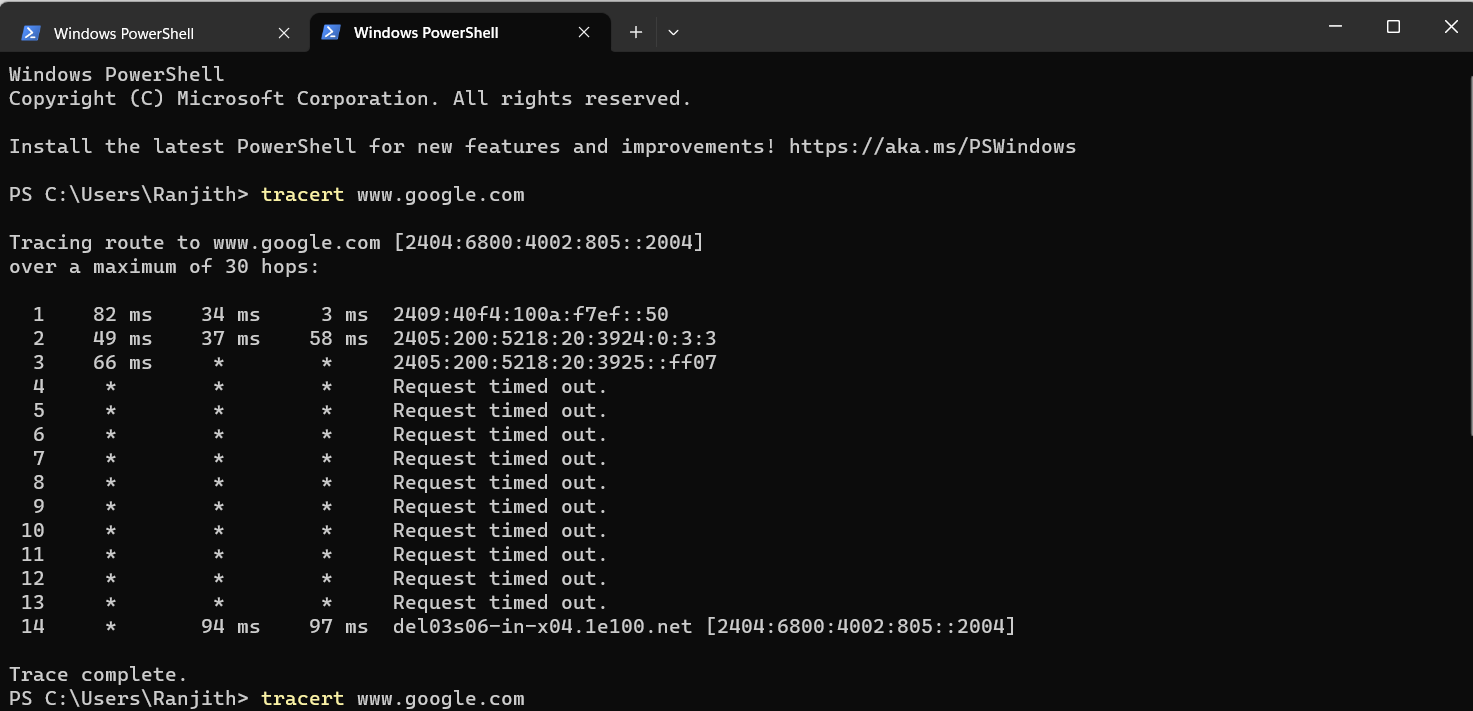 Windows PowerShell
Windows PowerShell
Windows PowerShell
Copyright (C) Microsoft Corporation. All rights reserved.
Install the latest PowerShell for new features and improvements! https://aka.ms/PSWindows
PS C:\Users\Ranjith> tracert www.google.com
Tracing route to www.google.com [2404:6800:4002:805::2004]
over a maximum of 30 hops:
1 82 ms 34 ms 3 ms 2409:40f4:100a:f7ef::50
2 49 ms 37 ms 58 ms 2405:200:5218:20:3924:0:3:3
3 66 ms * * 2405:200:5218:20:3925::ff07
4 * * * Request timed out.
5 * * * Request timed out.
6 * * * Request timed out.
7 * * * Request timed out.
8 * * * Request timed out.
9 * * * Request timed out.
10 * * * Request timed out.
11 * * * Request timed out.
12 * * * Request timed out.
13 * * * Request timed out.
14 * 94 ms 97 ms del03s06-in-x04.1e100.net [2404:6800:4002:805::2004]
Trace complete.
PS C:\Users\Ranjith> tracert www.google.com